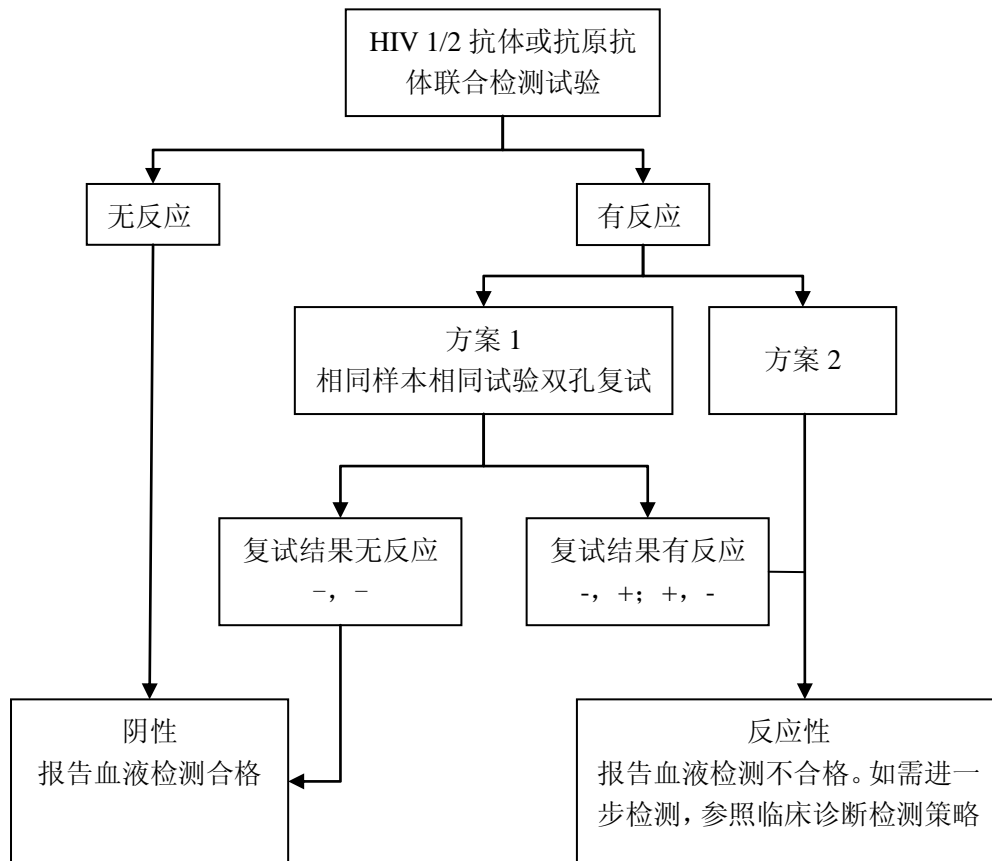 HIV 1/2 抗体或抗原抗
体联合检测试验
无反应
有反应
方案 1
相同样本相同试验双孔复试
方案 2
复试结果无反应
−，−
复试结果有反应
-，+；+，-
阴性
报告血液检测合格
反应性
报告血液检测不合格。如需进一
步检测，参照临床诊断检测策略